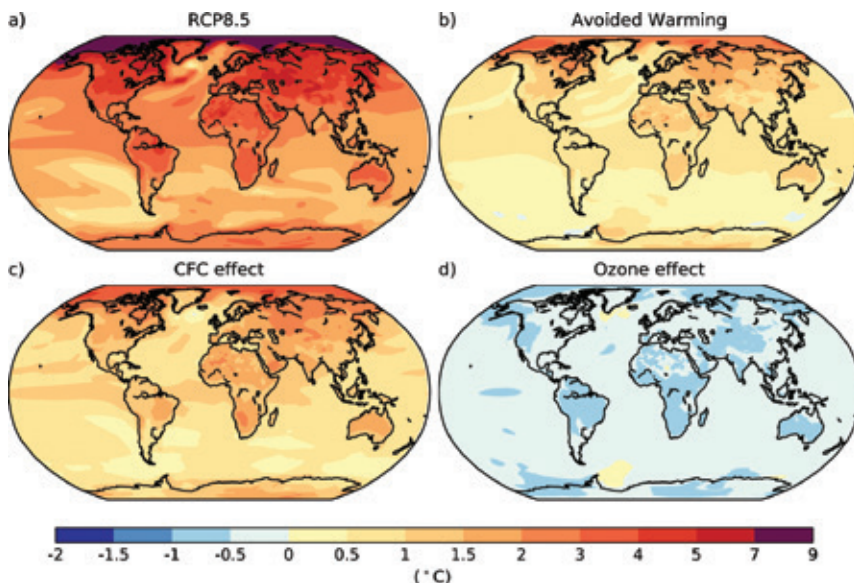 a) RCP8.5
b) Avoided Warming
c) CFC effect
d) Ozone effect
-2 -1.5 -1 -0.5 0 0.5 1 1.5 2 3 5 7 9
(°C)